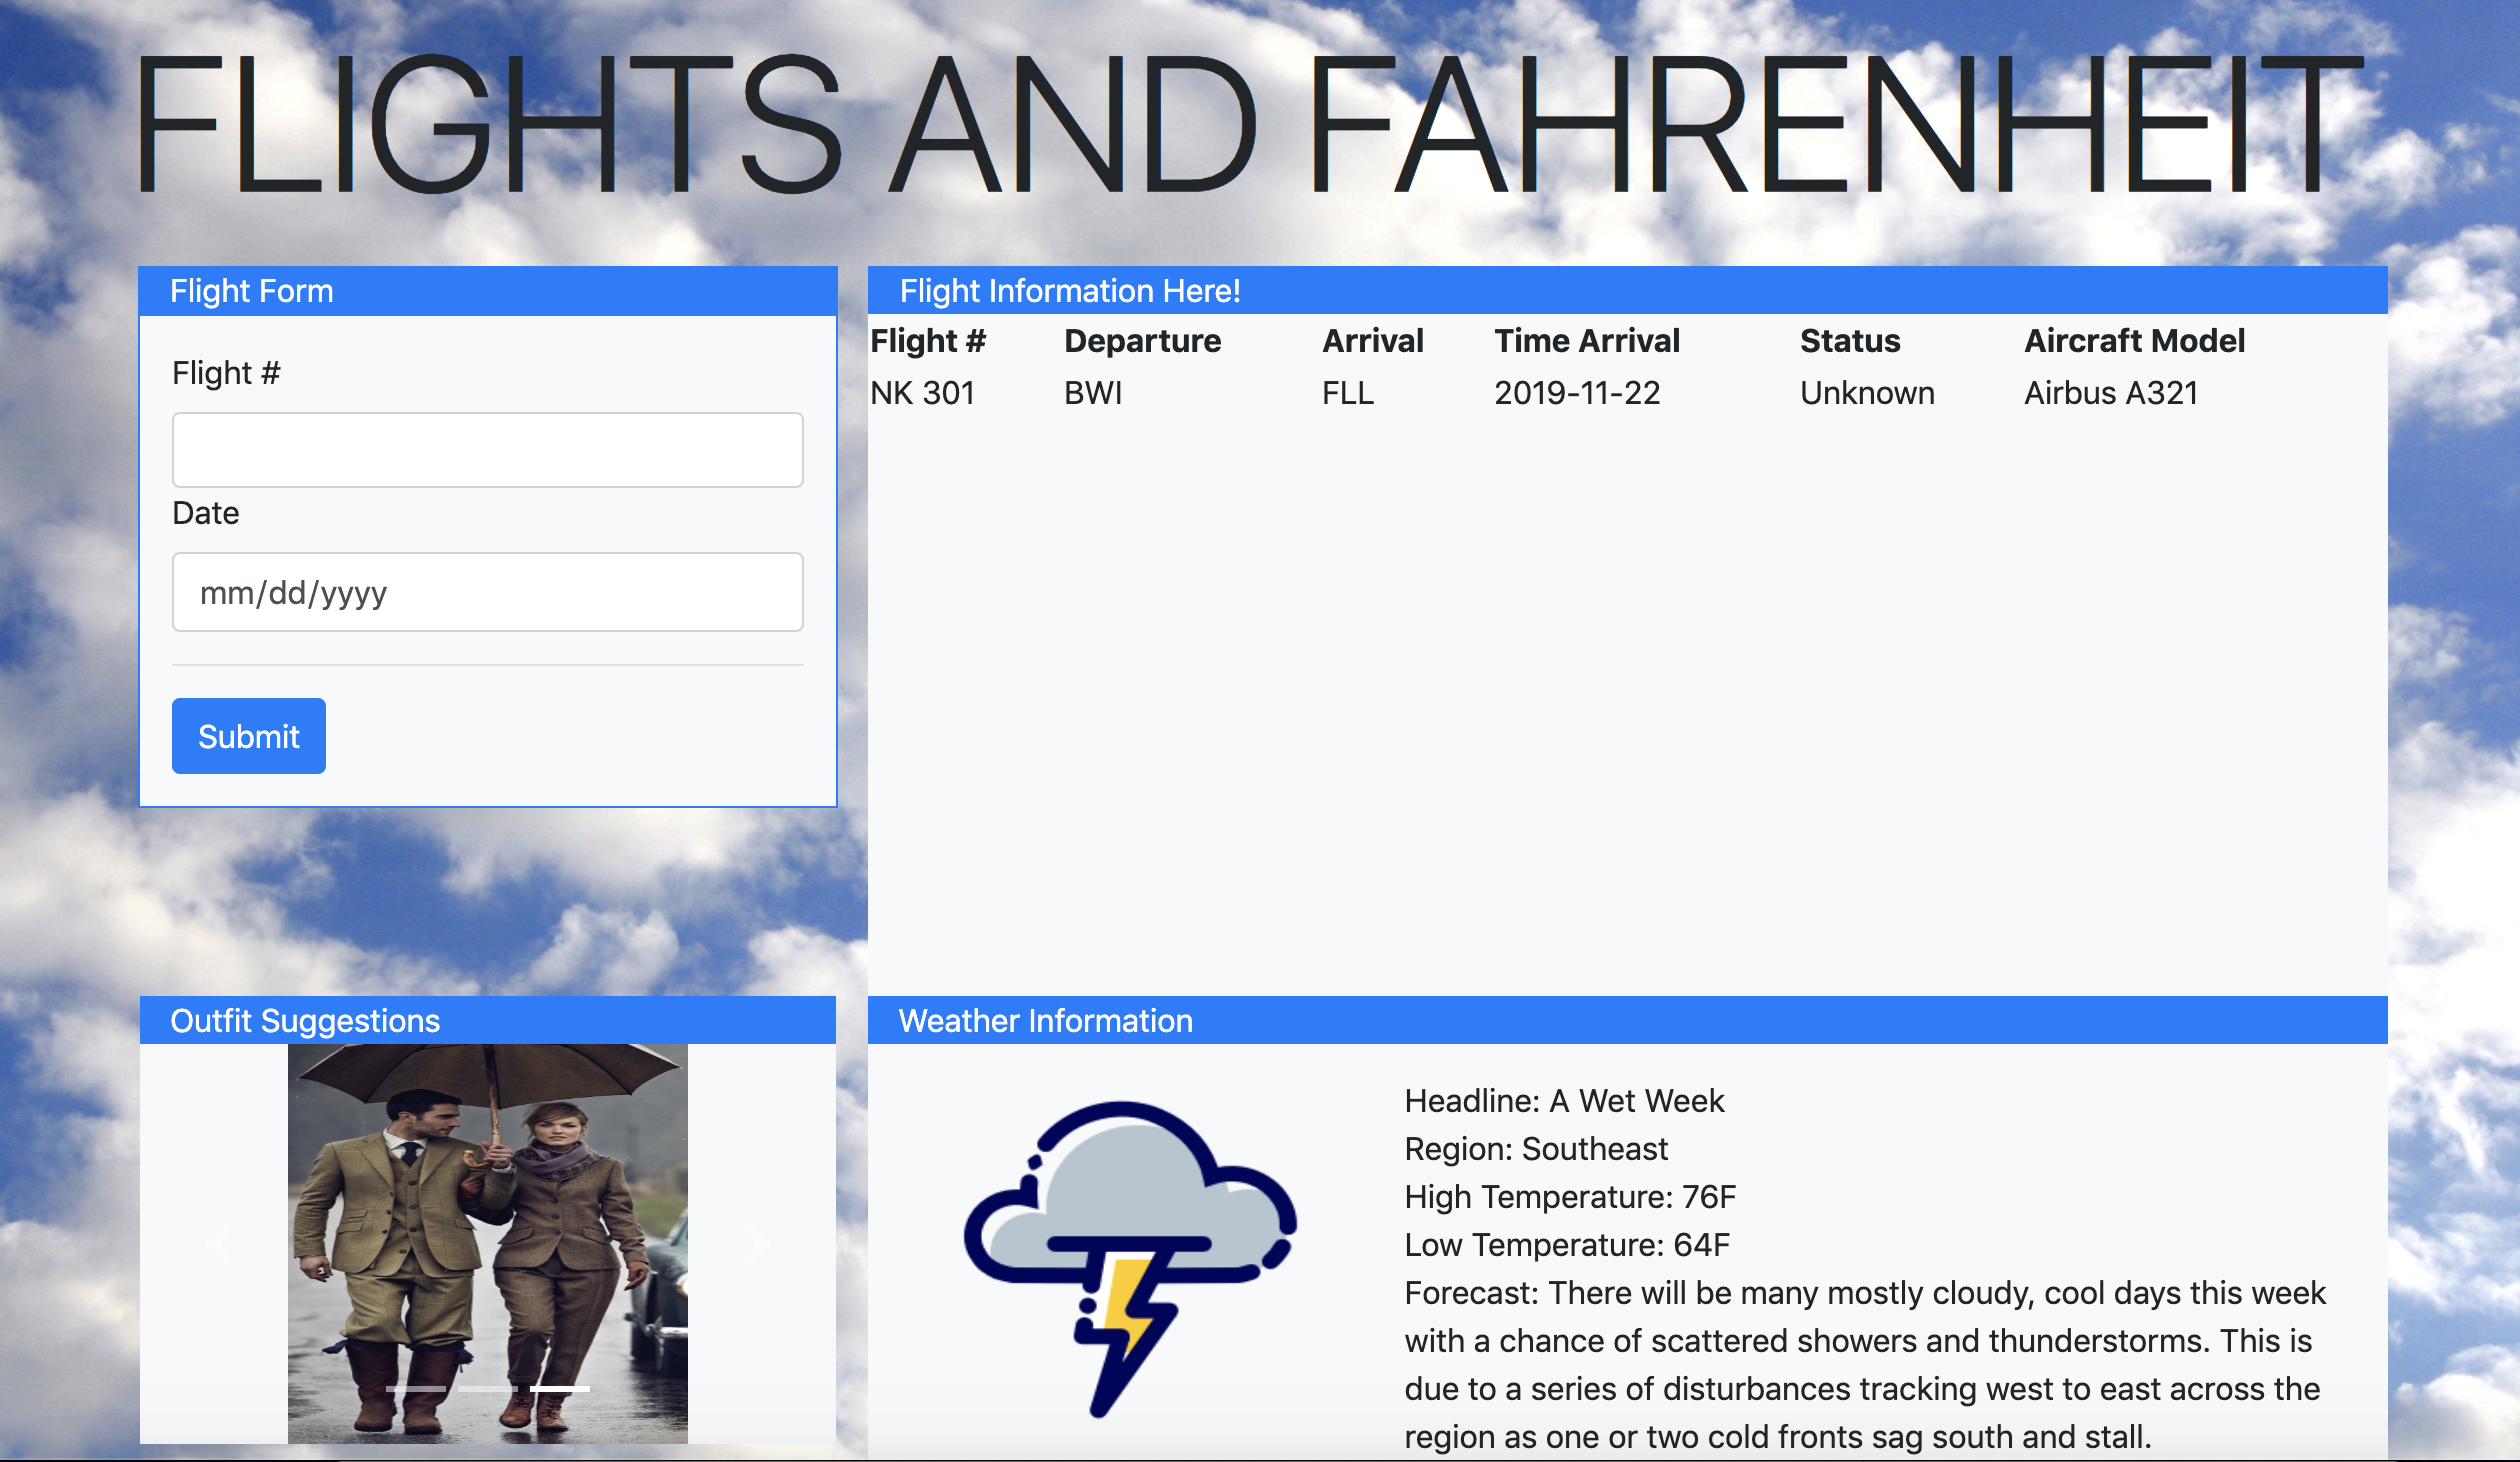 FLIGHTS AND FAHRENHEIT
Flight Form
Flight #
Date
mm/dd/yyyy
Submit
Flight Information Here!
Flight # Departure Arrival Time Arrival Status Aircraft Model
NK 301 BWI FLL 2019-11-22 Unknown Airbus A321
Outfit Suggestions
Weather Information
Headline: A Wet Week
Region: Southeast
High Temperature: 76F
Low Temperature: 64F
Forecast: There will be many mostly cloudy, cool days this week
with a chance of scattered showers and thunderstorms. This is
due to a series of disturbances tracking west to east across the
region as one or two cold fronts sag south and stall.